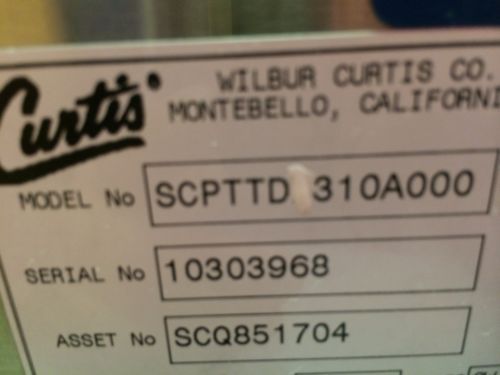 Curtis
WILBUR CURTIS CO.
MONTEBELLO, CALIFORNI
MODEL No SCPTTD 310A000
SERIAL No 10303968
ASSET No SCQ851704